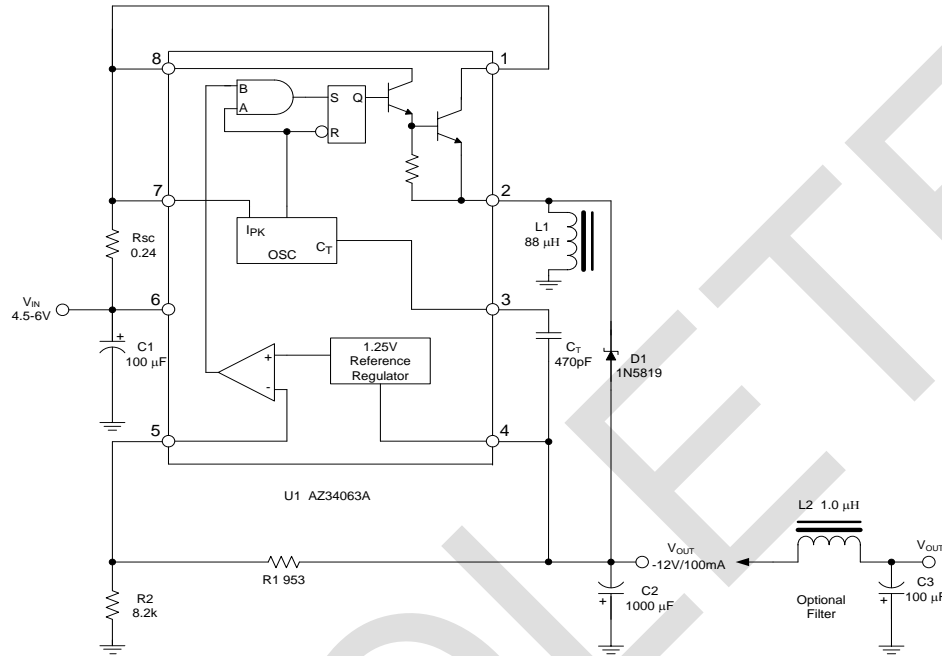 8
1
B
A
S
Q
R
7
2
IPK
CT
OSC
L1
88 μH
Rsc
0.24
VIN
4.5-6V
6
3
+
C1
100 μF
1.25V
Reference
Regulator
+
-
CT
470pF
D1
1N5819
5
4
U1 AZ34063A
L2 1.0 μH
VOUT
-12V/100mA
VOUT
R1 953
R2
8.2k
+
C2
1000 μF
Optional
Filter
+
C3
100 μF
OLETE